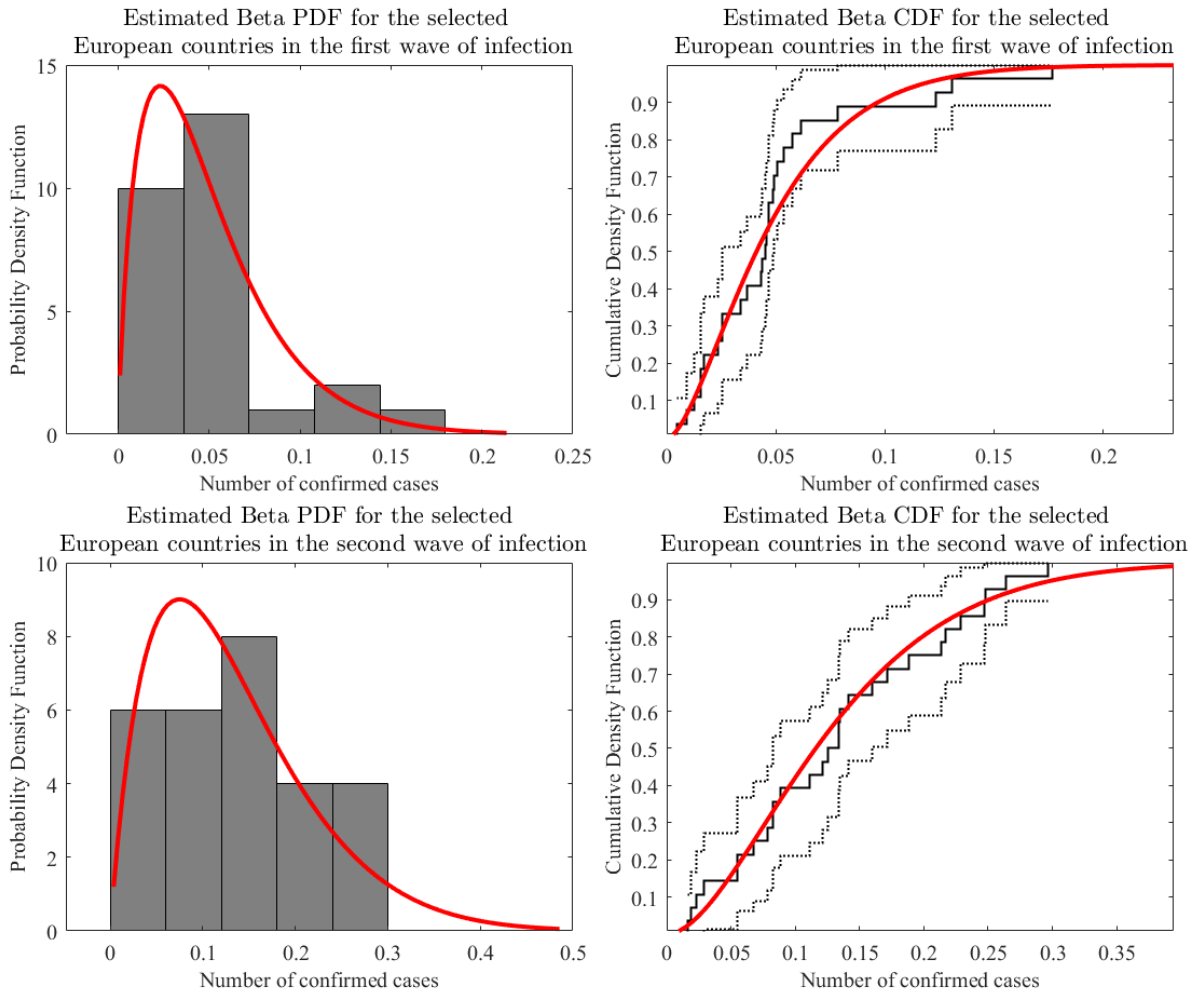 Estimated Beta PDF for the selected
European countries in the first wave of infection
15
10
5
0
Probability Density Function
0 0.05 0.1 0.15 0.2 0.25
Number of confirmed cases
Estimated Beta CDF for the selected
European countries in the first wave of infection
0.9
0.8
0.7
0.6
0.5
0.4
0.3
0.2
0.1
Cumulative Density Function
0 0.05 0.1 0.15 0.2
Number of confirmed cases
Estimated Beta PDF for the selected
European countries in the second wave of infection
10
8
6
4
2
0
Probability Density Function
0 0.1 0.2 0.3 0.4 0.5
Number of confirmed cases
Estimated Beta CDF for the selected
European countries in the second wave of infection
0.9
0.8
0.7
0.6
0.5
0.4
0.3
0.2
0.1
Cumulative Density Function
0 0.05 0.1 0.15 0.2 0.25 0.3 0.35
Number of confirmed cases